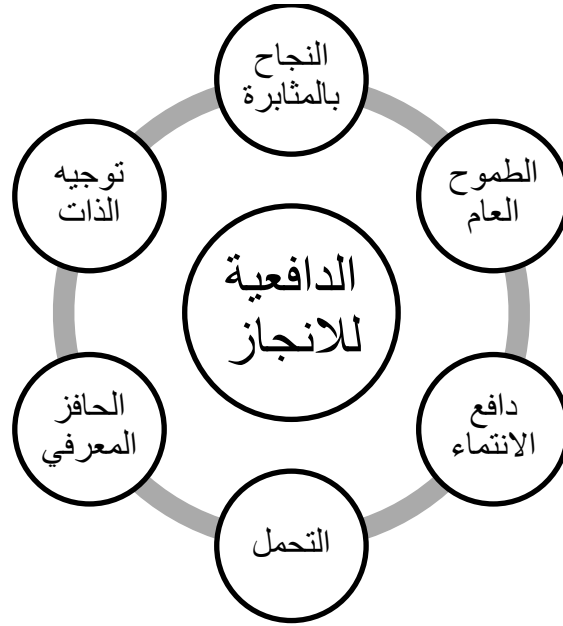 النجاح
بالمثابرة
الطموح
العام
دافع
الانتماء
التحمل
الحافز
المعرفي
توجيه
الذات
الدافعية
للانجاز